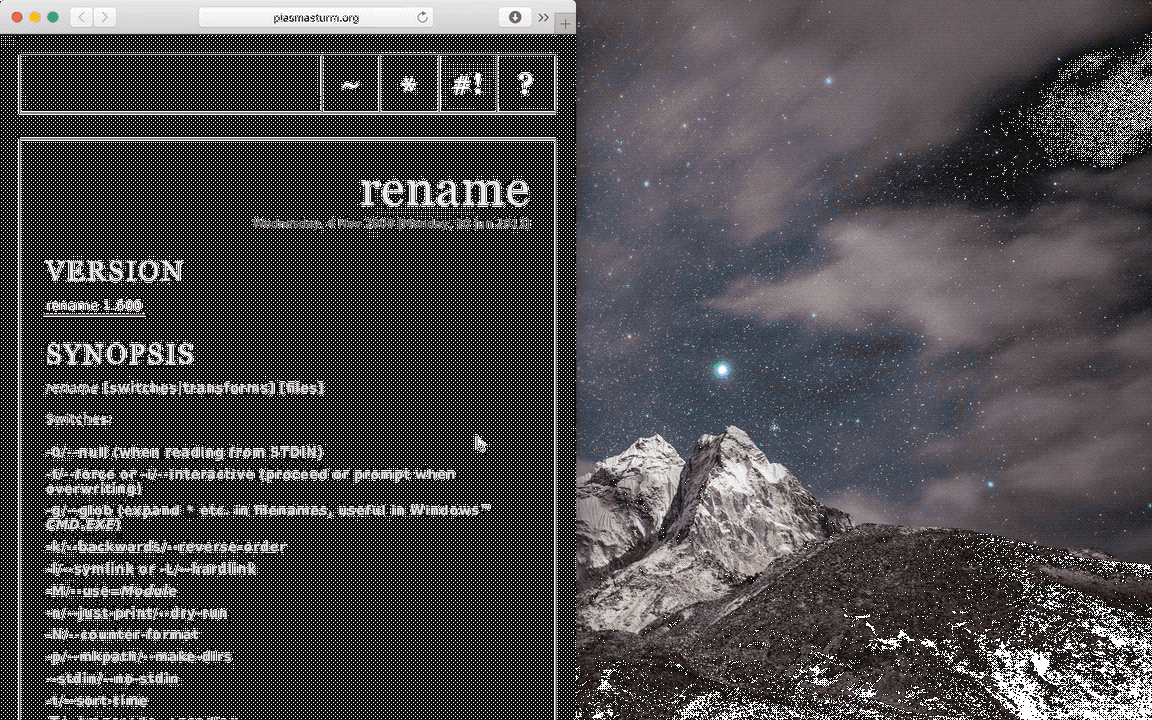 plasmasturm.org
~ * #! ?
rename
VERSION
rename 1.600
SYNOPSIS
rename [switches|transforms] [files]
Switches:
-0/--null (when reading from STDIN)
-f/--force or -i/--interactive (proceed or prompt when
overwriting)
-g/--glob (expand * etc. in filenames, useful in Windows™
CMD.EXE)
-k/--backwards/--reverse-order
-l/--symlink or -L/--hardlink
-M/--use=Module
-n/--just-print/--dry-run
-N/--counter-format
-p/--mkpath/--make-dirs
--stdin/--no-stdin
-t/--sort-time